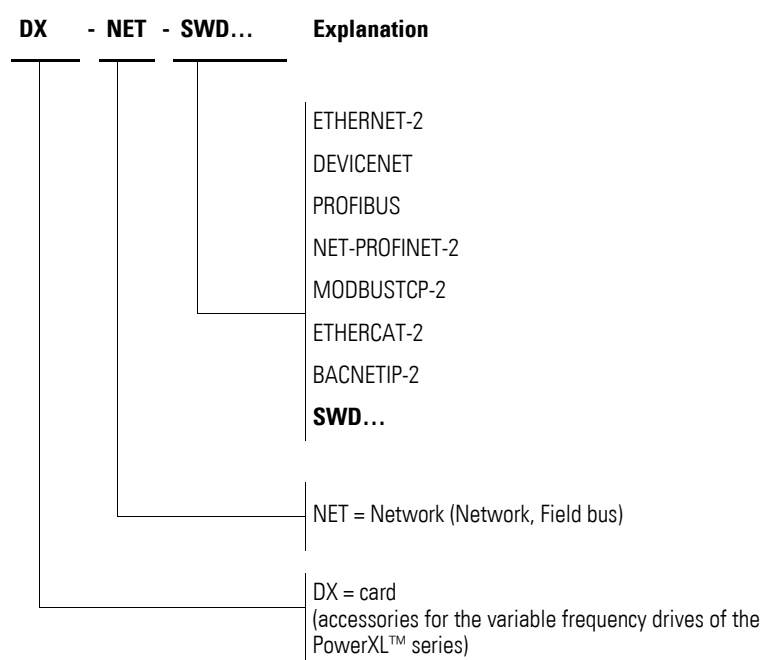 DX - NET - SWD… Explanation
ETHERNET-2
DEVICENET
PROFIBUS
NET-PROFINET-2
MODBUSTCP-2
ETHERCAT-2
BACNETIP-2
SWD…
NET = Network (Network, Field bus)
DX = card
(accessories for the variable frequency drives of the
PowerXL™ series)